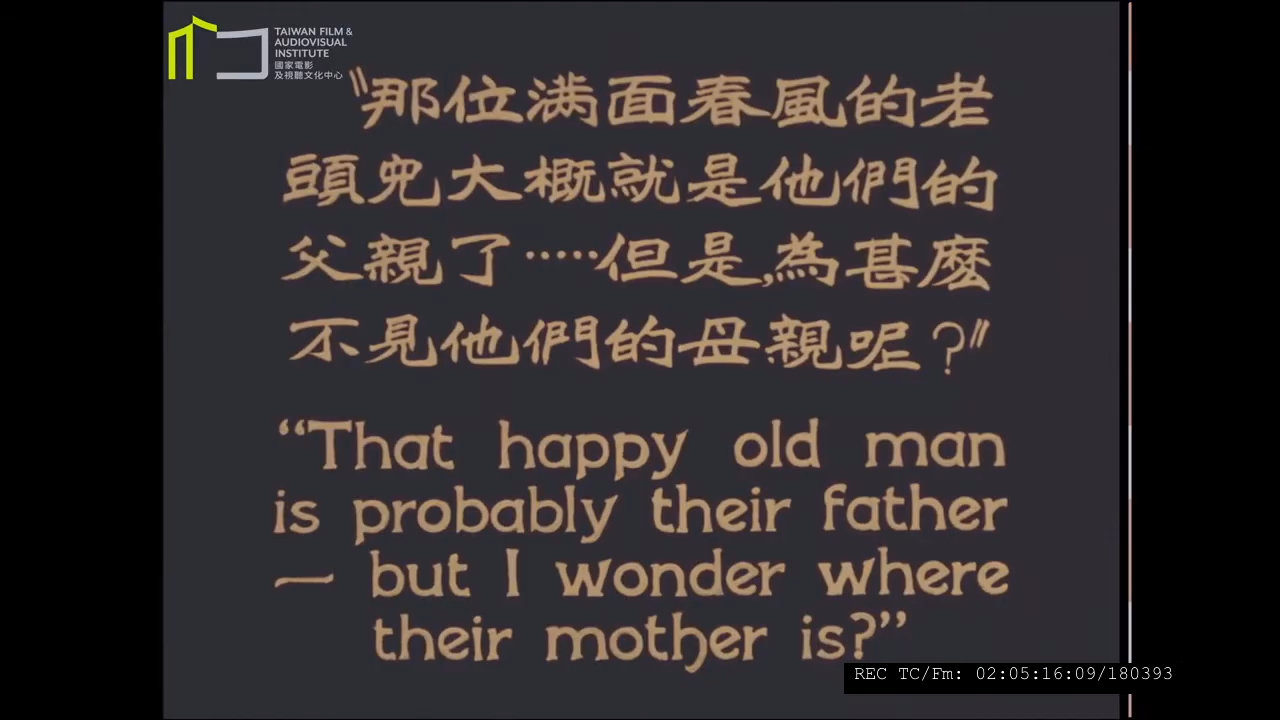 TAIWAN FILM &
AUDIOVISUAL
INSTITUTE
國家電影
及視聽文化中心
"那位满面春風的老
頭兒大概就是他們的
父親了……但是,為甚麽
不見他們的母親呢?"
“That happy old man
is probably their father
— but I wonder where
their mother is?”
REC TC/Fm: 02:05:16:09/180393